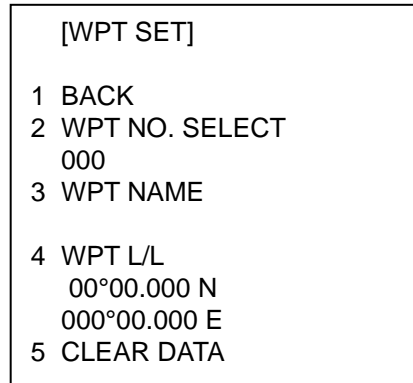 [WPT SET]
1 BACK
2 WPT NO. SELECT
000
3 WPT NAME
4 WPT L/L
00°00.000 N
000°00.000 E
5 CLEAR DATA